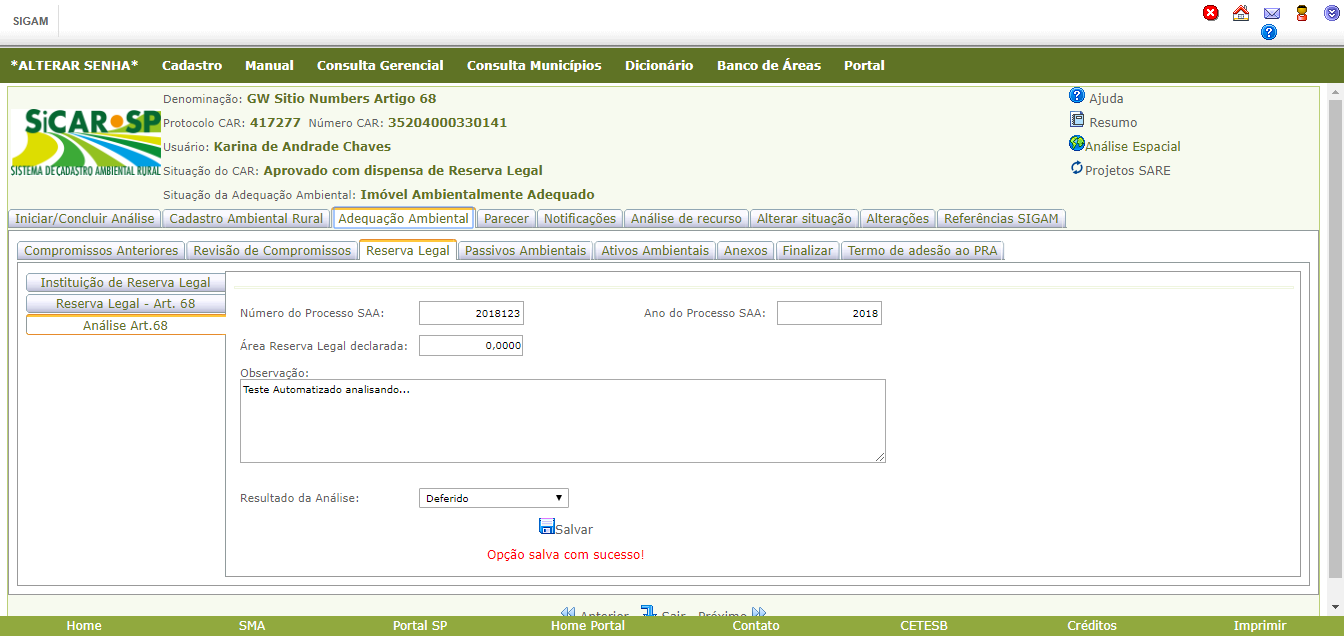 SIGAM
*ALTERAR SENHA* Cadastro Manual Consulta Gerencial Consulta Municípios Dicionário Banco de Áreas Portal
SiCAR SP
SISTEMA DE CADASTRO AMBIENTAL RURAL
Denominação: GW Sitio Numbers Artigo 68
Protocolo CAR: 417277 Número CAR: 35204000330141
Usuário: Karina de Andrade Chaves
Situação do CAR: Aprovado com dispensa de Reserva Legal
Situação da Adequação Ambiental: Imóvel Ambientalmente Adequado
Ajuda
Resumo
Análise Espacial
Projetos SARE
Iniciar/Concluir Análise Cadastro Ambiental Rural Adequação Ambiental Parecer Notificações Análise de recurso Alterar situação Alterações Referências SIGAM
Compromissos Anteriores Revisão de Compromissos Reserva Legal Passivos Ambientais Ativos Ambientais Anexos Finalizar Termo de adesão ao PRA
Instituição de Reserva Legal
Reserva Legal - Art. 68
Análise Art.68
Número do Processo SAA: 2018123 Ano do Processo SAA: 2018
Área Reserva Legal declarada: 0,0000
Observação:
Teste Automatizado analisando...
Resultado da Análise: Deferido
Salvar
Opção salva com sucesso!
Anterior Sair Próximo
Home SMA Portal SP Home Portal Contato CETESB Créditos Imprimir